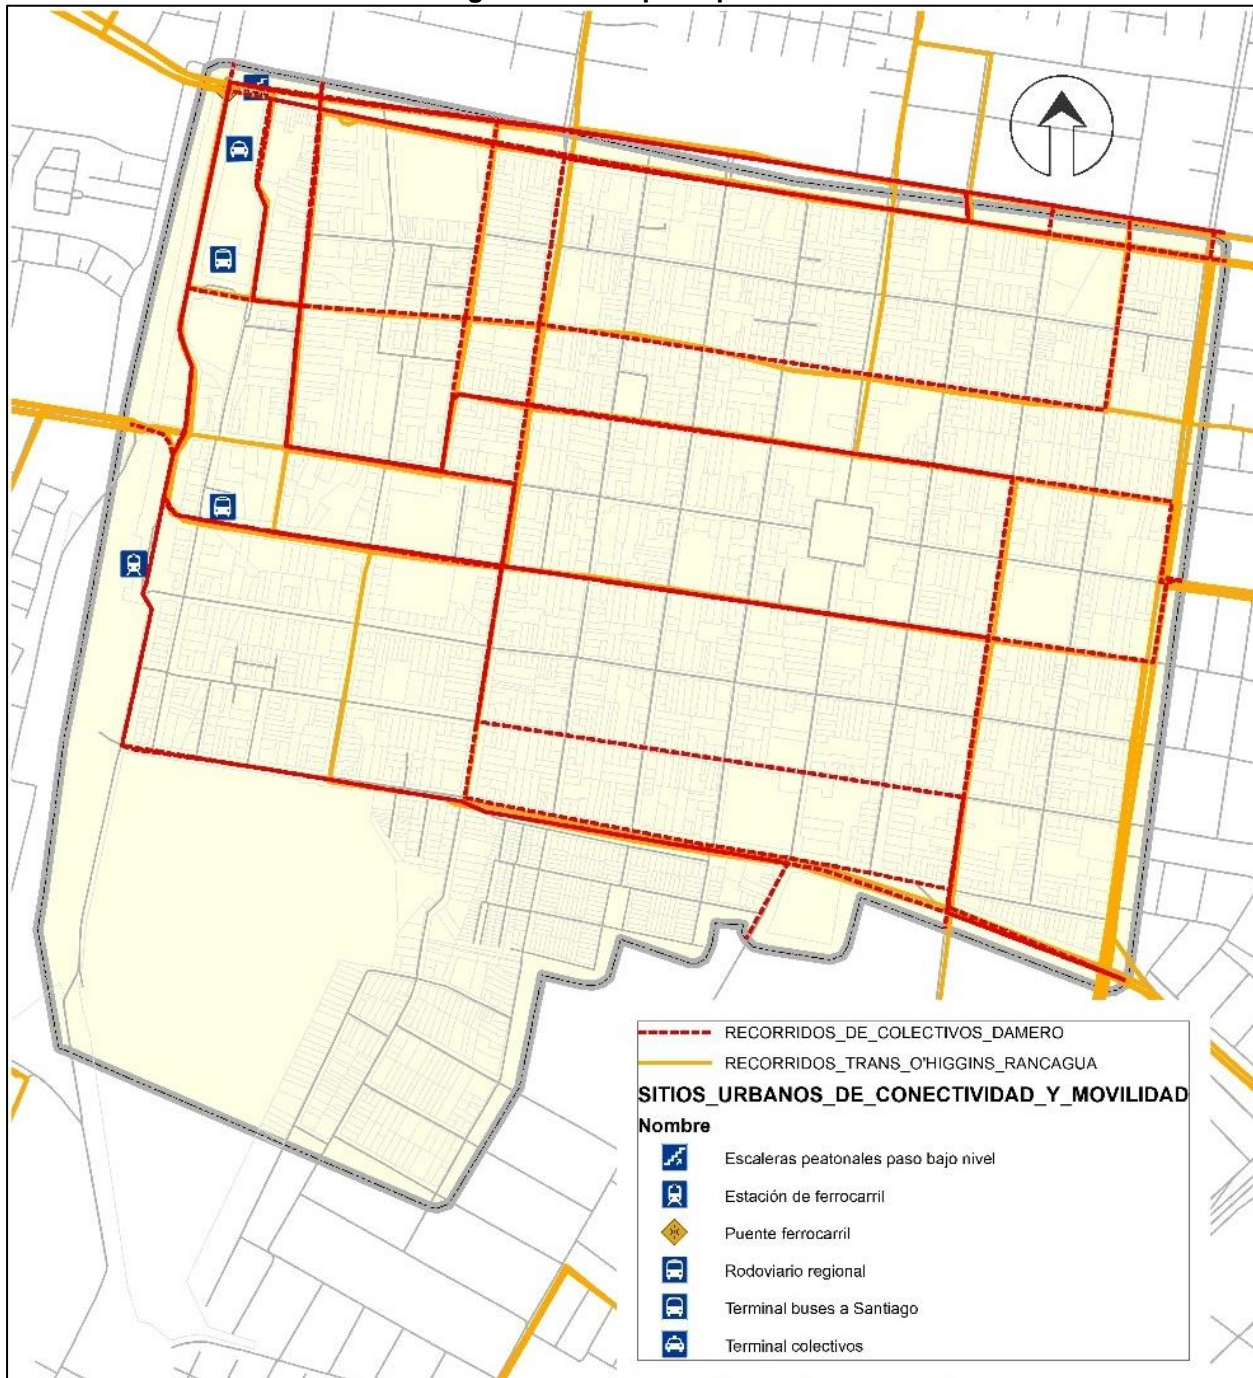 RECORRIDOS_DE_COLECTIVOS_DAMERO
RECORRIDOS_TRANS_O'HIGGINS_RANCAGUA
SITIOS_URBANOS_DE_CONECTIVIDAD_Y_MOVILIDAD
Nombre
Escaleras peatonales paso bajo nivel
Estación de ferrocarril
Puente ferrocarril
Rodoviario regional
Terminal buses a Santiago
Terminal colectivos